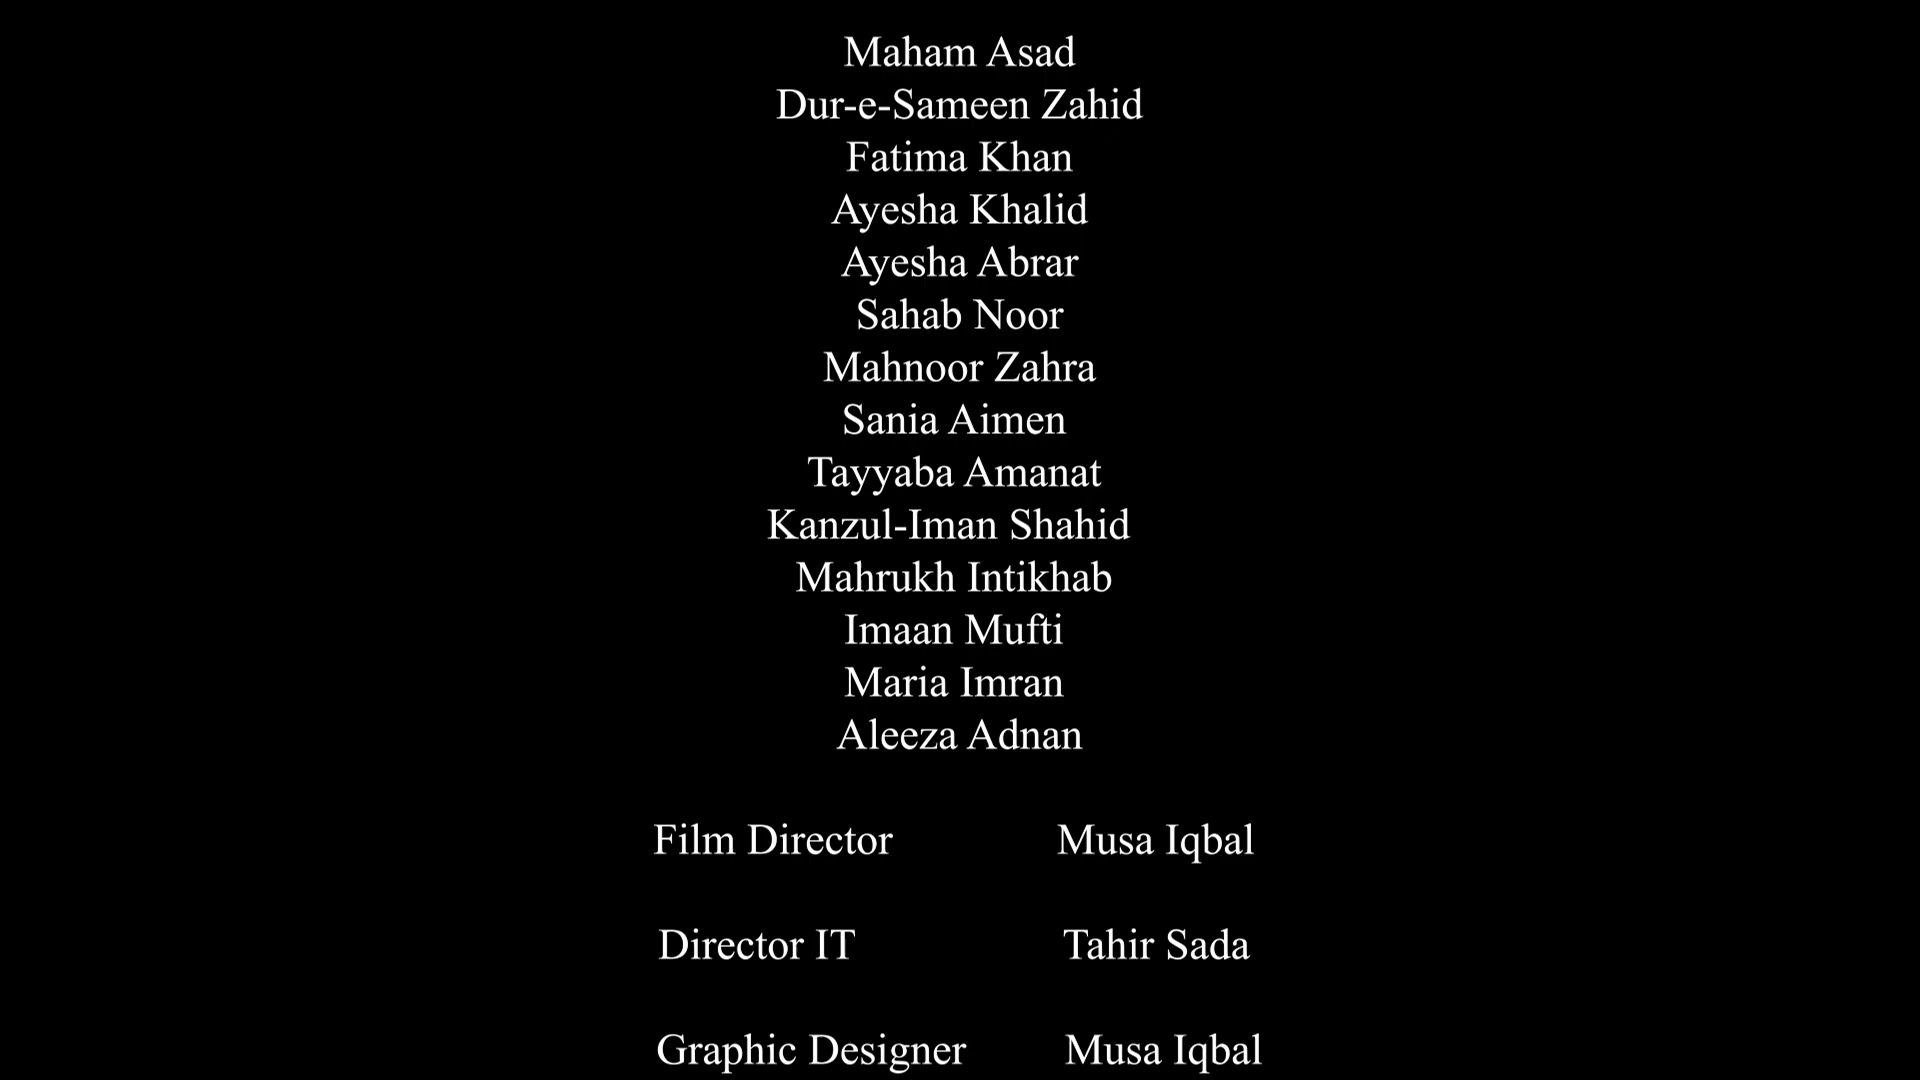 Maham Asad
Dur-e-Sameen Zahid
Fatima Khan
Ayesha Khalid
Ayesha Abrar
Sahab Noor
Mahnoor Zahra
Sania Aimen
Tayyaba Amanat
Kanzul-Iman Shahid
Mahrukh Intikhab
Imaan Mufti
Maria Imran
Aleeza Adnan
Film Director Musa Iqbal
Director IT Tahir Sada
Graphic Designer Musa Iqbal